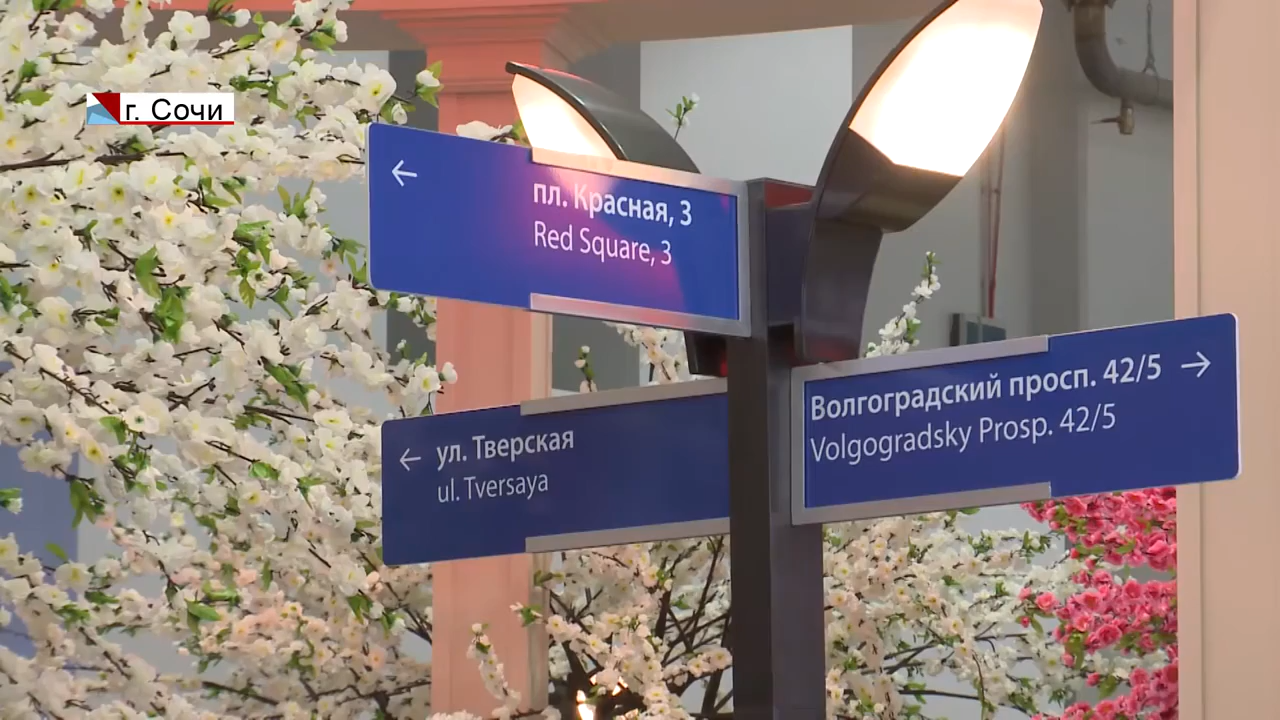 г. Сочи
пл. Красная, 3
Red Square, 3
Волгоградский просп. 42/5
Volgogradsky Prosp. 42/5
ул. Тверская
ul. Tversaya